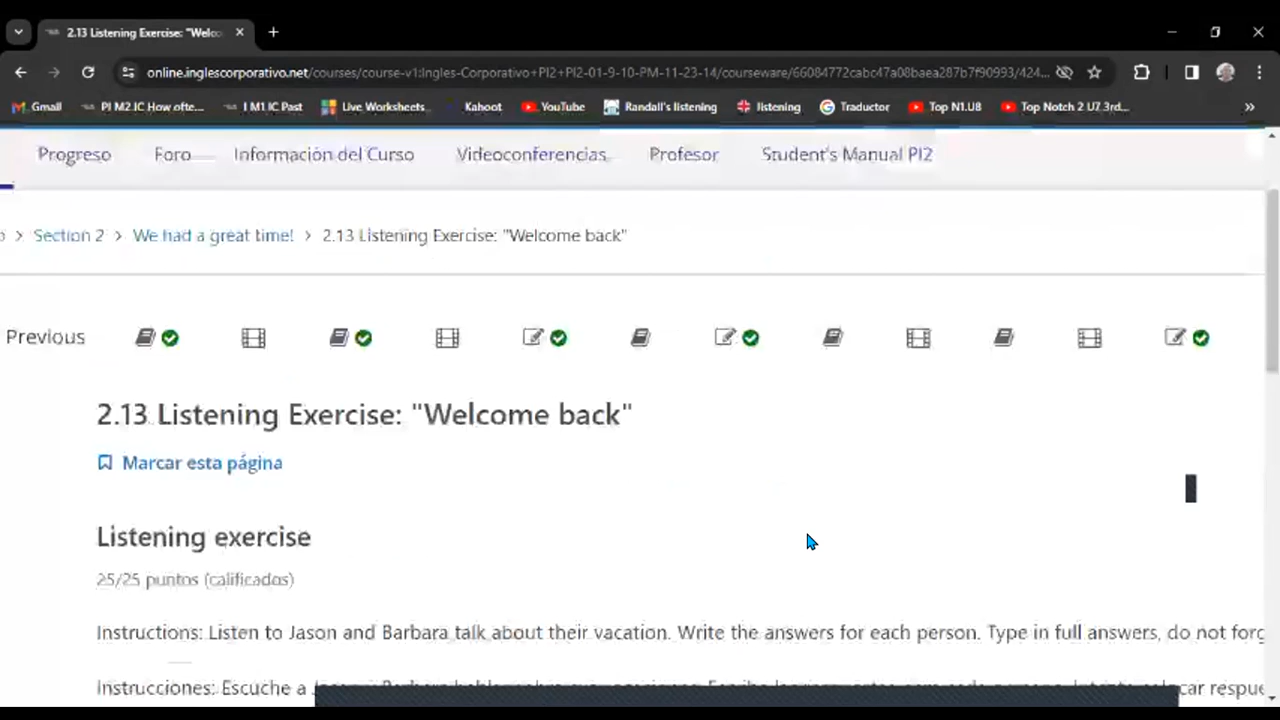 2.13 Listening Exercise: "Welco
online.inglescorporativo.net/courses/course-v1:Ingles-Corporativo+PI2+PI2-01-9-10-PM-11-23-14/courseware/66084772cabc47a08baea287b7f90993/424...
Gmail PI M2 IC How ofte... I M1 IC Past Live Worksheets Kahoot YouTube Randall's listening listening Traductor Top N1.U8 Top Notch 2 U7 3rd... »
Progreso Foro Información del Curso Videoconferencias Profesor Student's Manual PI2
o > Section 2 > We had a great time! > 2.13 Listening Exercise: "Welcome back"
Previous
2.13 Listening Exercise: "Welcome back"
Marcar esta página
Listening exercise
25/25 puntos (calificados)
Instructions: Listen to Jason and Barbara talk about their vacation. Write the answers for each person. Type in full answers, do not forg
Instrucciones: Escuche a